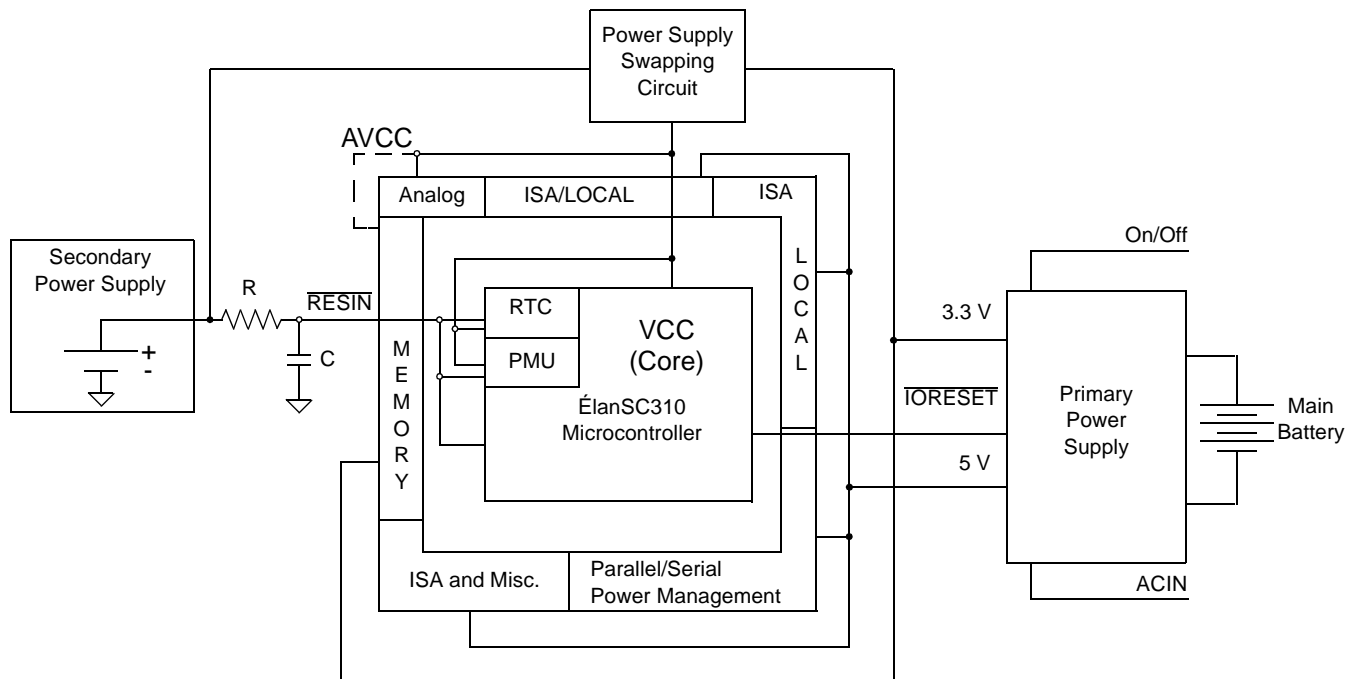 Power Supply
Swapping
Circuit
AVCC
Analog
ISA/LOCAL
ISA
On/Off
Secondary
Power Supply
R
RESIN
C
+
-
MEMORY
RTC
PMU
VCC
(Core)
ÉlanSC310
Microcontroller
LOCAL
3.3 V
IORESET
5 V
Primary
Power
Supply
Main
Battery
ISA and Misc.
Parallel/Serial
Power Management
ACIN